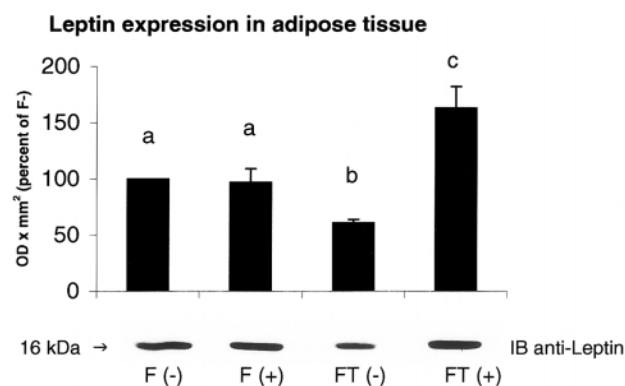 Leptin expression in adipose tissue
OD x mm² (percent of F-)
200
150
100
50
0
a
a
b
c
16 kDa → IB anti-Leptin
F (-) F (+) FT (-) FT (+)